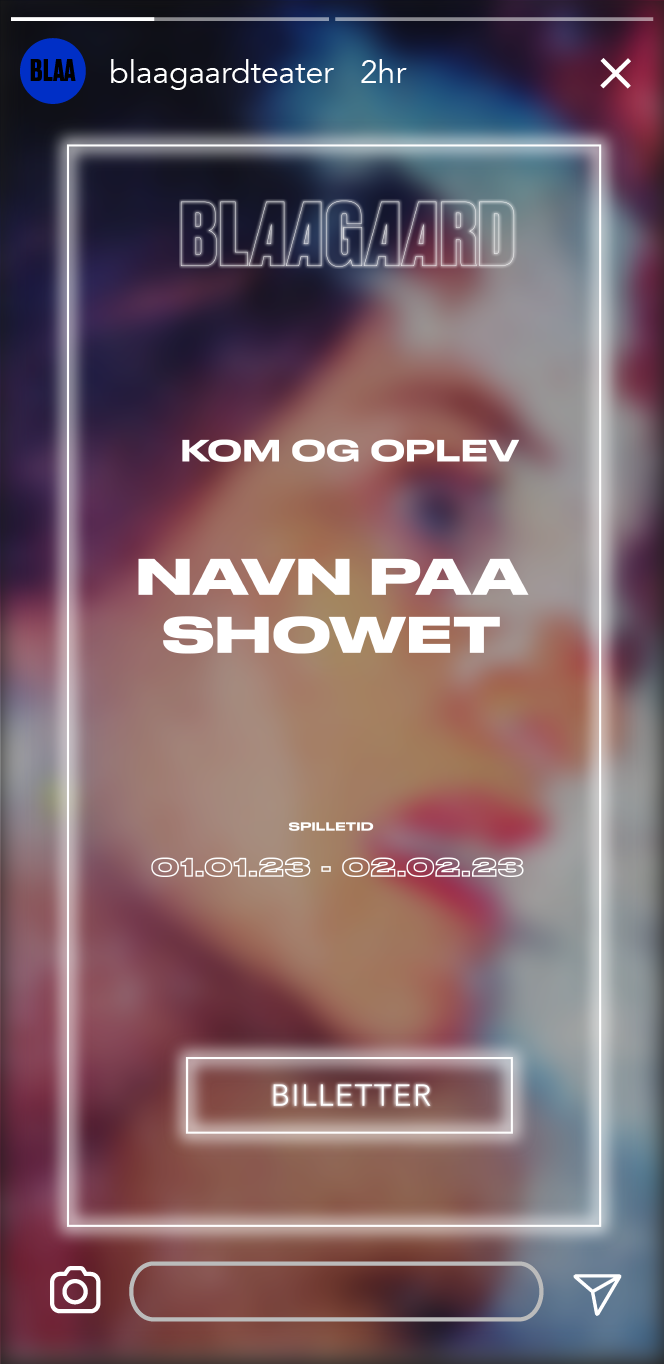 BLAA
blaagaardteater 2hr
BLAAGAARD
KOM OG OPLEV
NAVN PAA
SHOWET
SPILLETID
01.01.23 - 02.02.23
BILLETTER